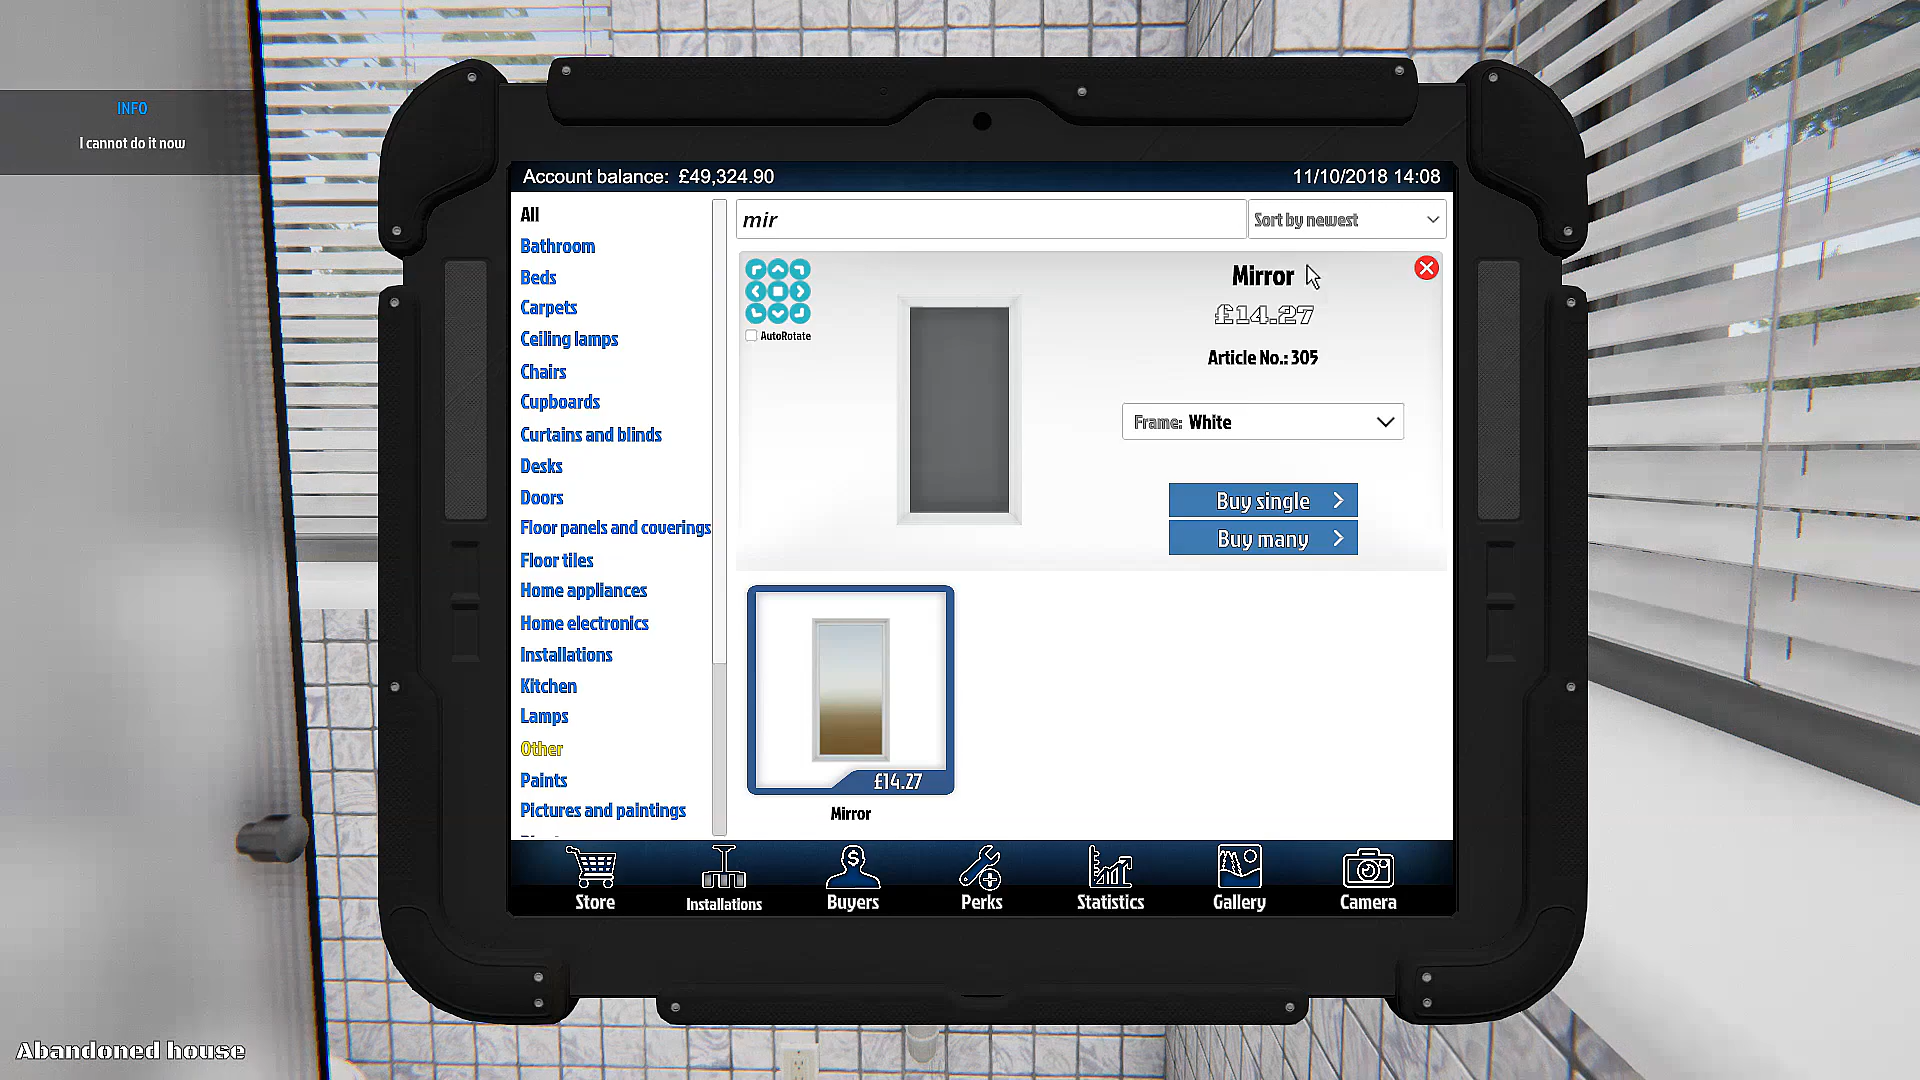 INFO
I cannot do it now
Account balance: £49,324.90
11/10/2018 14:08
All
Bathroom
Beds
Carpets
Ceiling lamps
Chairs
Cupboards
Curtains and blinds
Desks
Doors
Floor panels and coverings
Floor tiles
Home appliances
Home electronics
Installations
Kitchen
Lamps
Other
Paints
Pictures and paintings
mir
Sort by newest
AutoRotate
Mirror
£14.27
Article No.: 305
Frame: White
Buy single
Buy many
£14.27
Mirror
Store
Installations
Buyers
Perks
Statistics
Gallery
Camera
Abandoned house